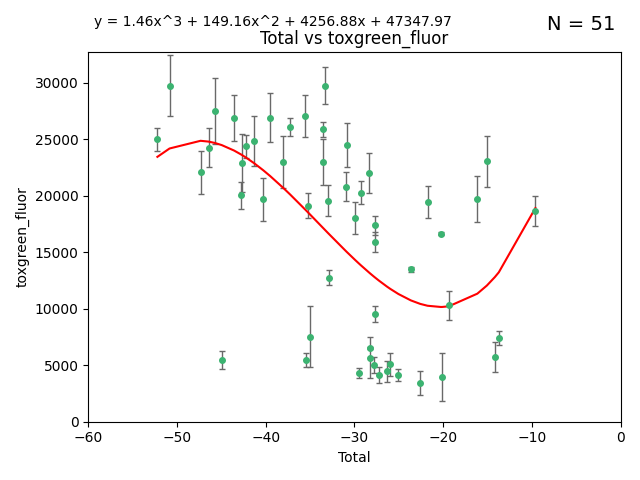 y = 1.46x^3 + 149.16x^2 + 4256.88x + 47347.97
N = 51
Total vs toxgreen_fluor
30000
25000
20000
15000
10000
5000
0
toxgreen_fluor
−60
−50
−40
−30
−20
−10
0
Total